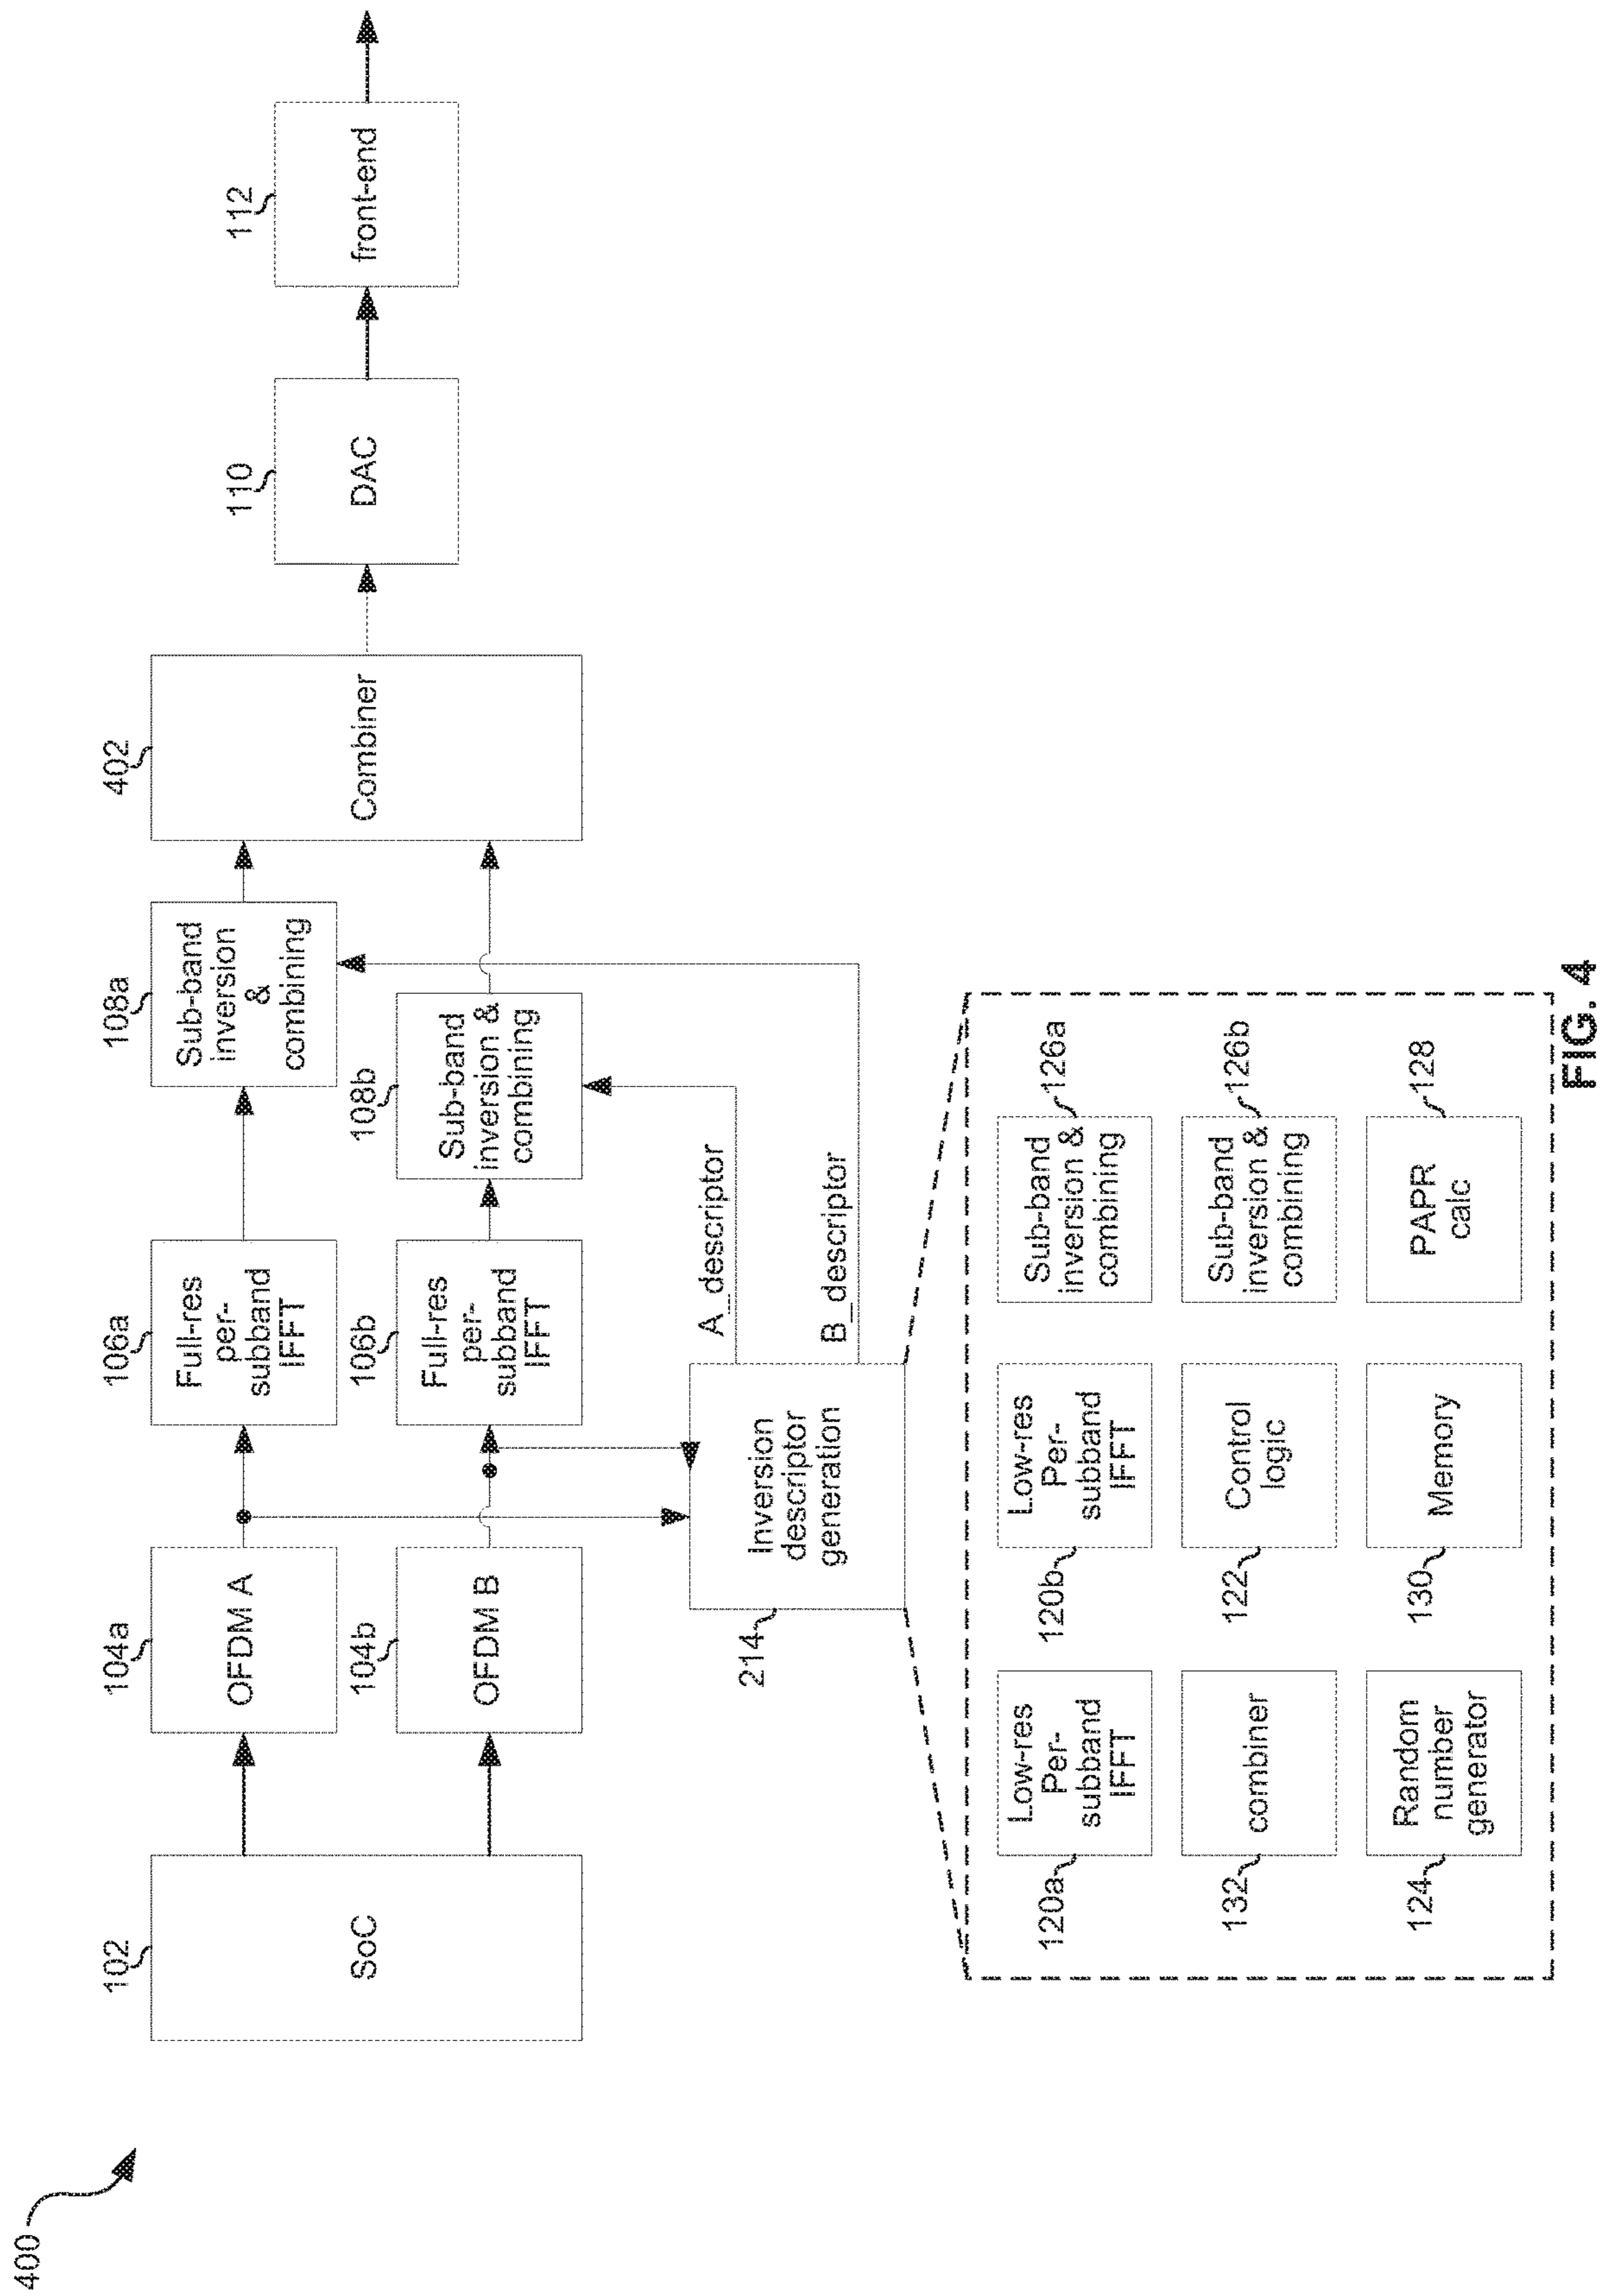 400
102
SoC
104a
OFDM A
104b
OFDM B
106a
Full-res
per-
subband
IFFT
106b
Full-res
per-
subband
IFFT
108a
Sub-band
inversion
&
combining
108b
Sub-band
inversion &
combining
402
Combiner
110
DAC
112
front-end
214
Inversion
descriptor
generation
A_descriptor
B_descriptor
120a
Low-res
Per-
subband
IFFT
120b
Low-res
Per-
subband
IFFT
Sub-band
inversion &
combining
126a
132
combiner
122
Control
logic
Sub-band
inversion &
combining
126b
124
Random
number
generator
130
Memory
PAPR
calc
128
FIG. 4